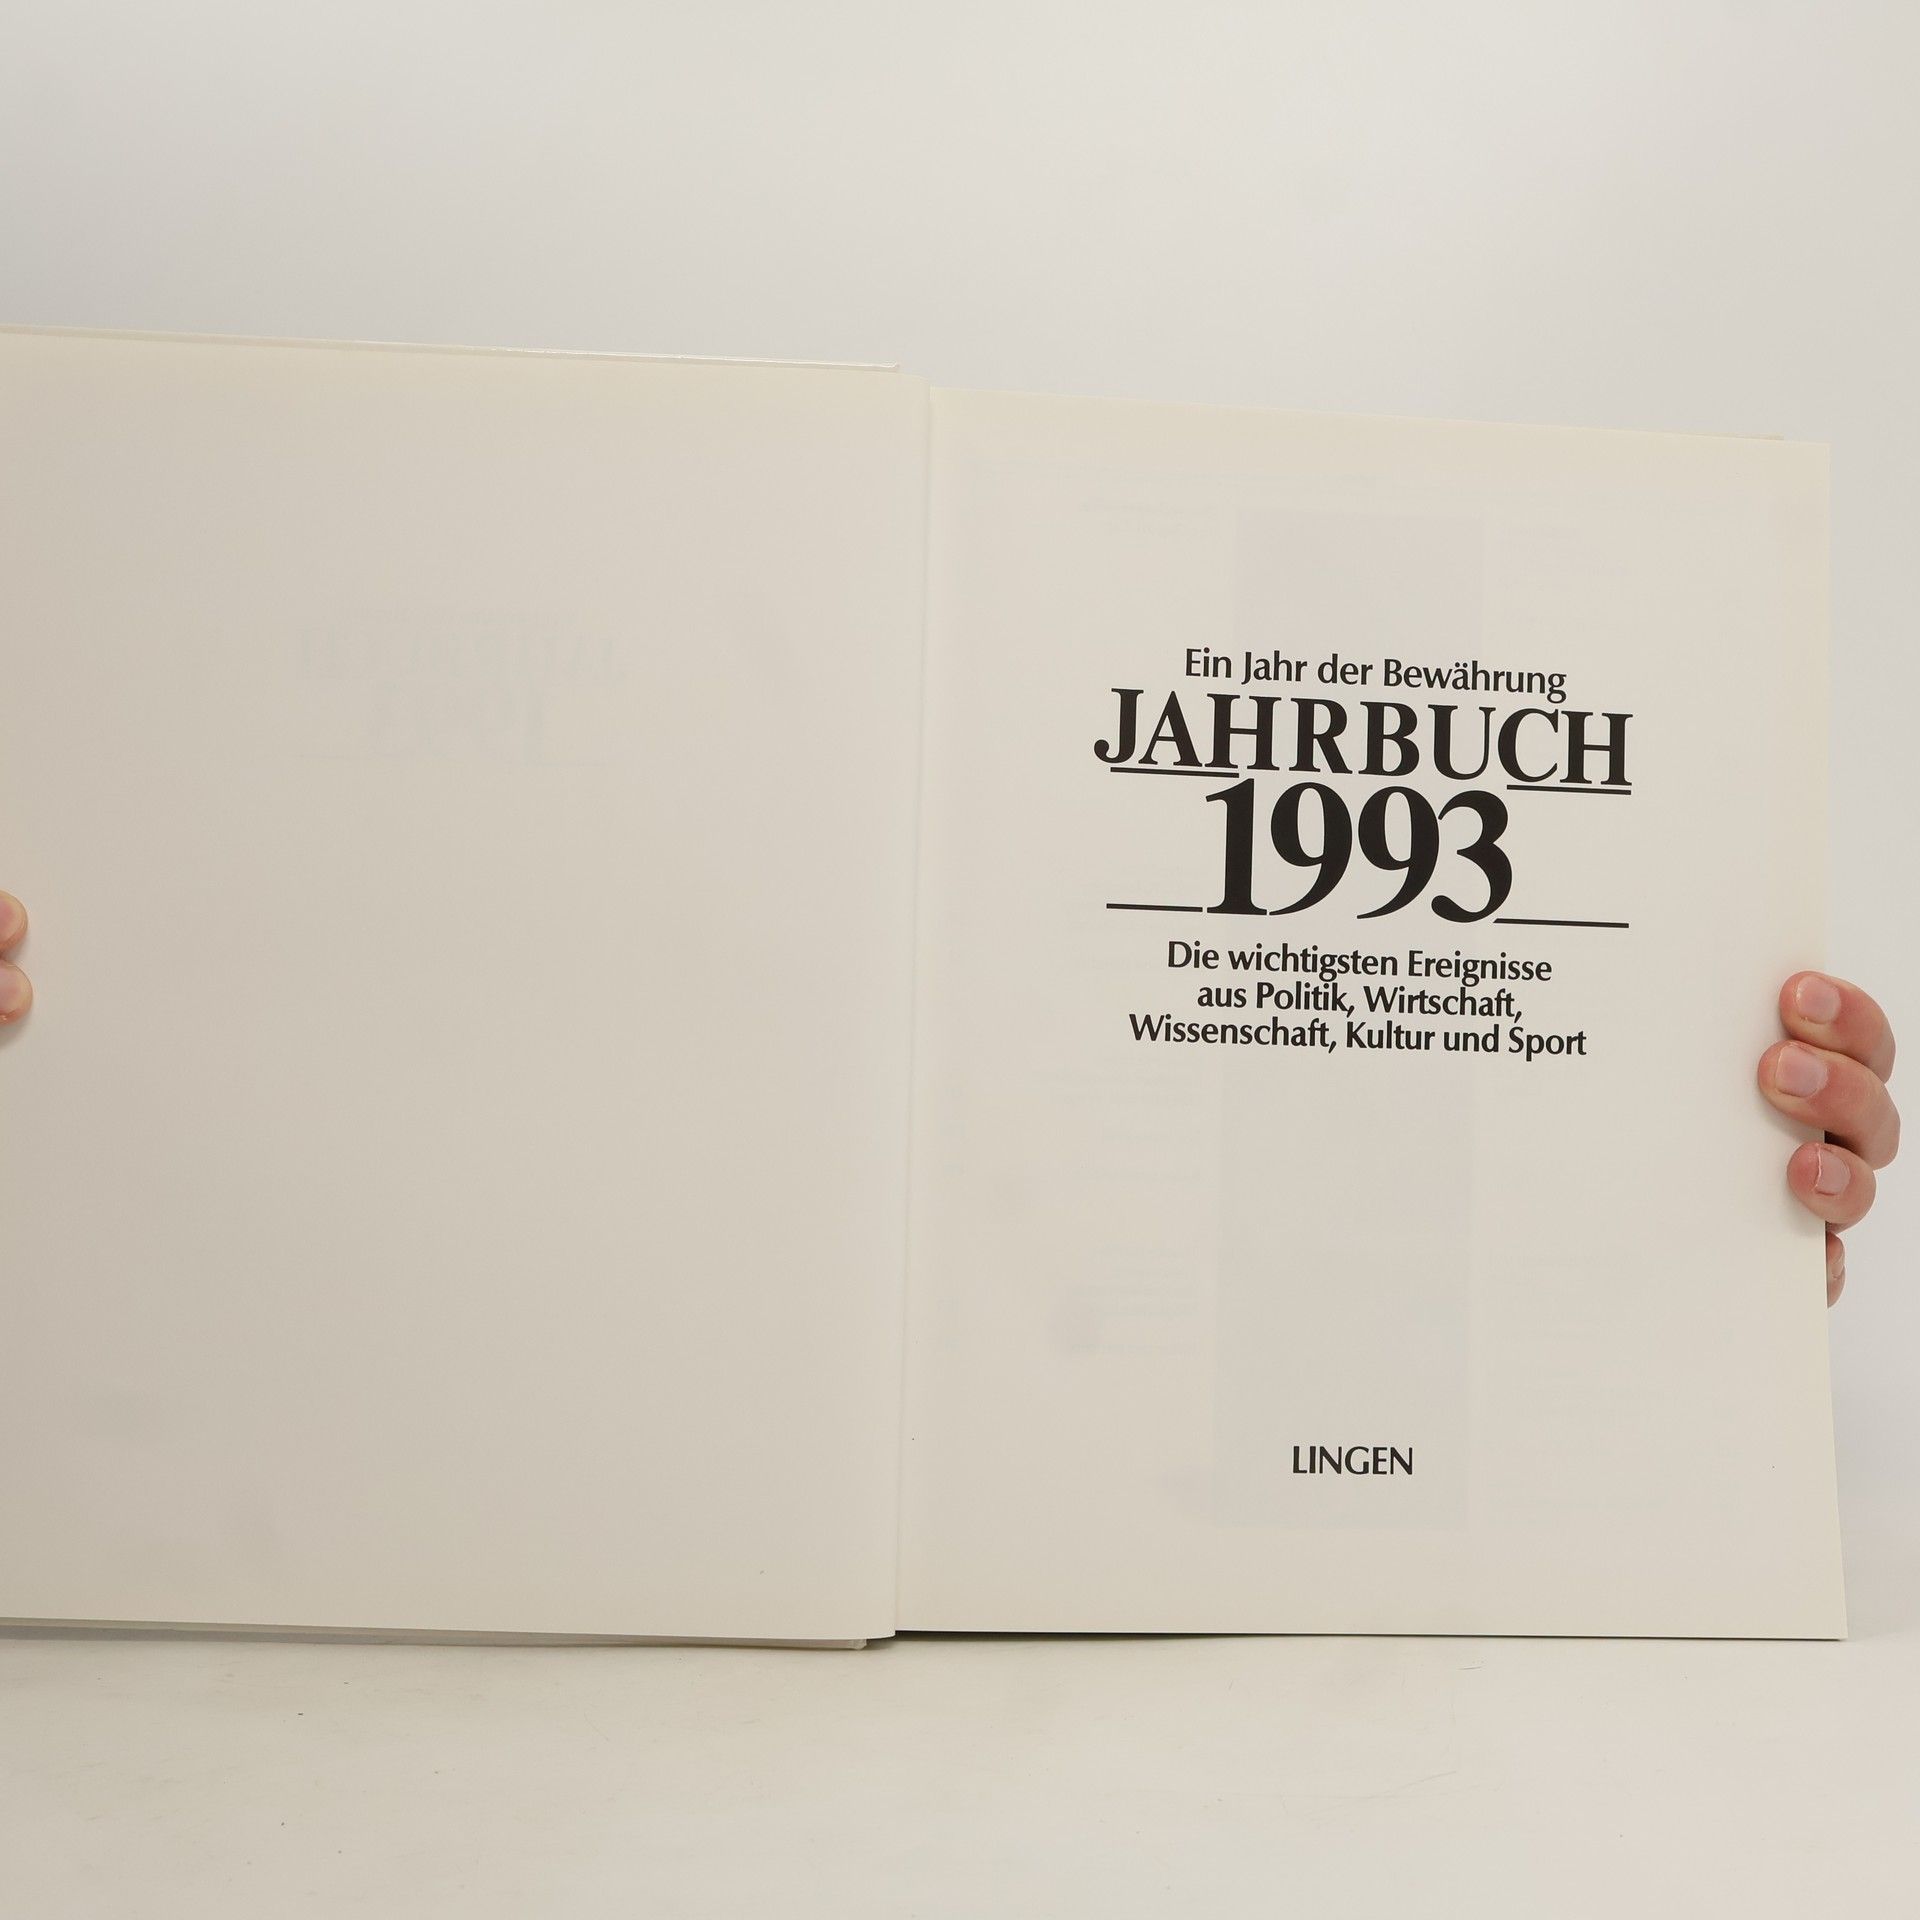 Ein Jahr der Bewährung
JAHRBUCH
1993
Die wichtigsten Ereignisse
aus Politik, Wirtschaft,
Wissenschaft, Kultur und Sport
LINGEN